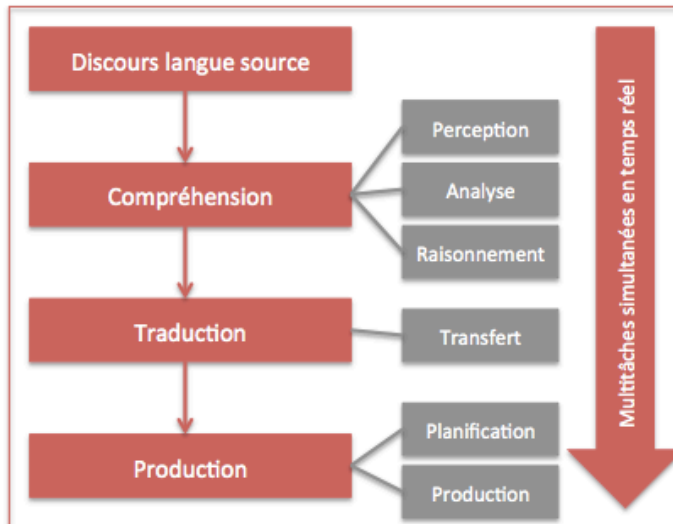 Discours langue source
Compréhension
Perception
Analyse
Raisonnement
Traduction
Transfert
Production
Planification
Production
Multitâches simultanées en temps réel